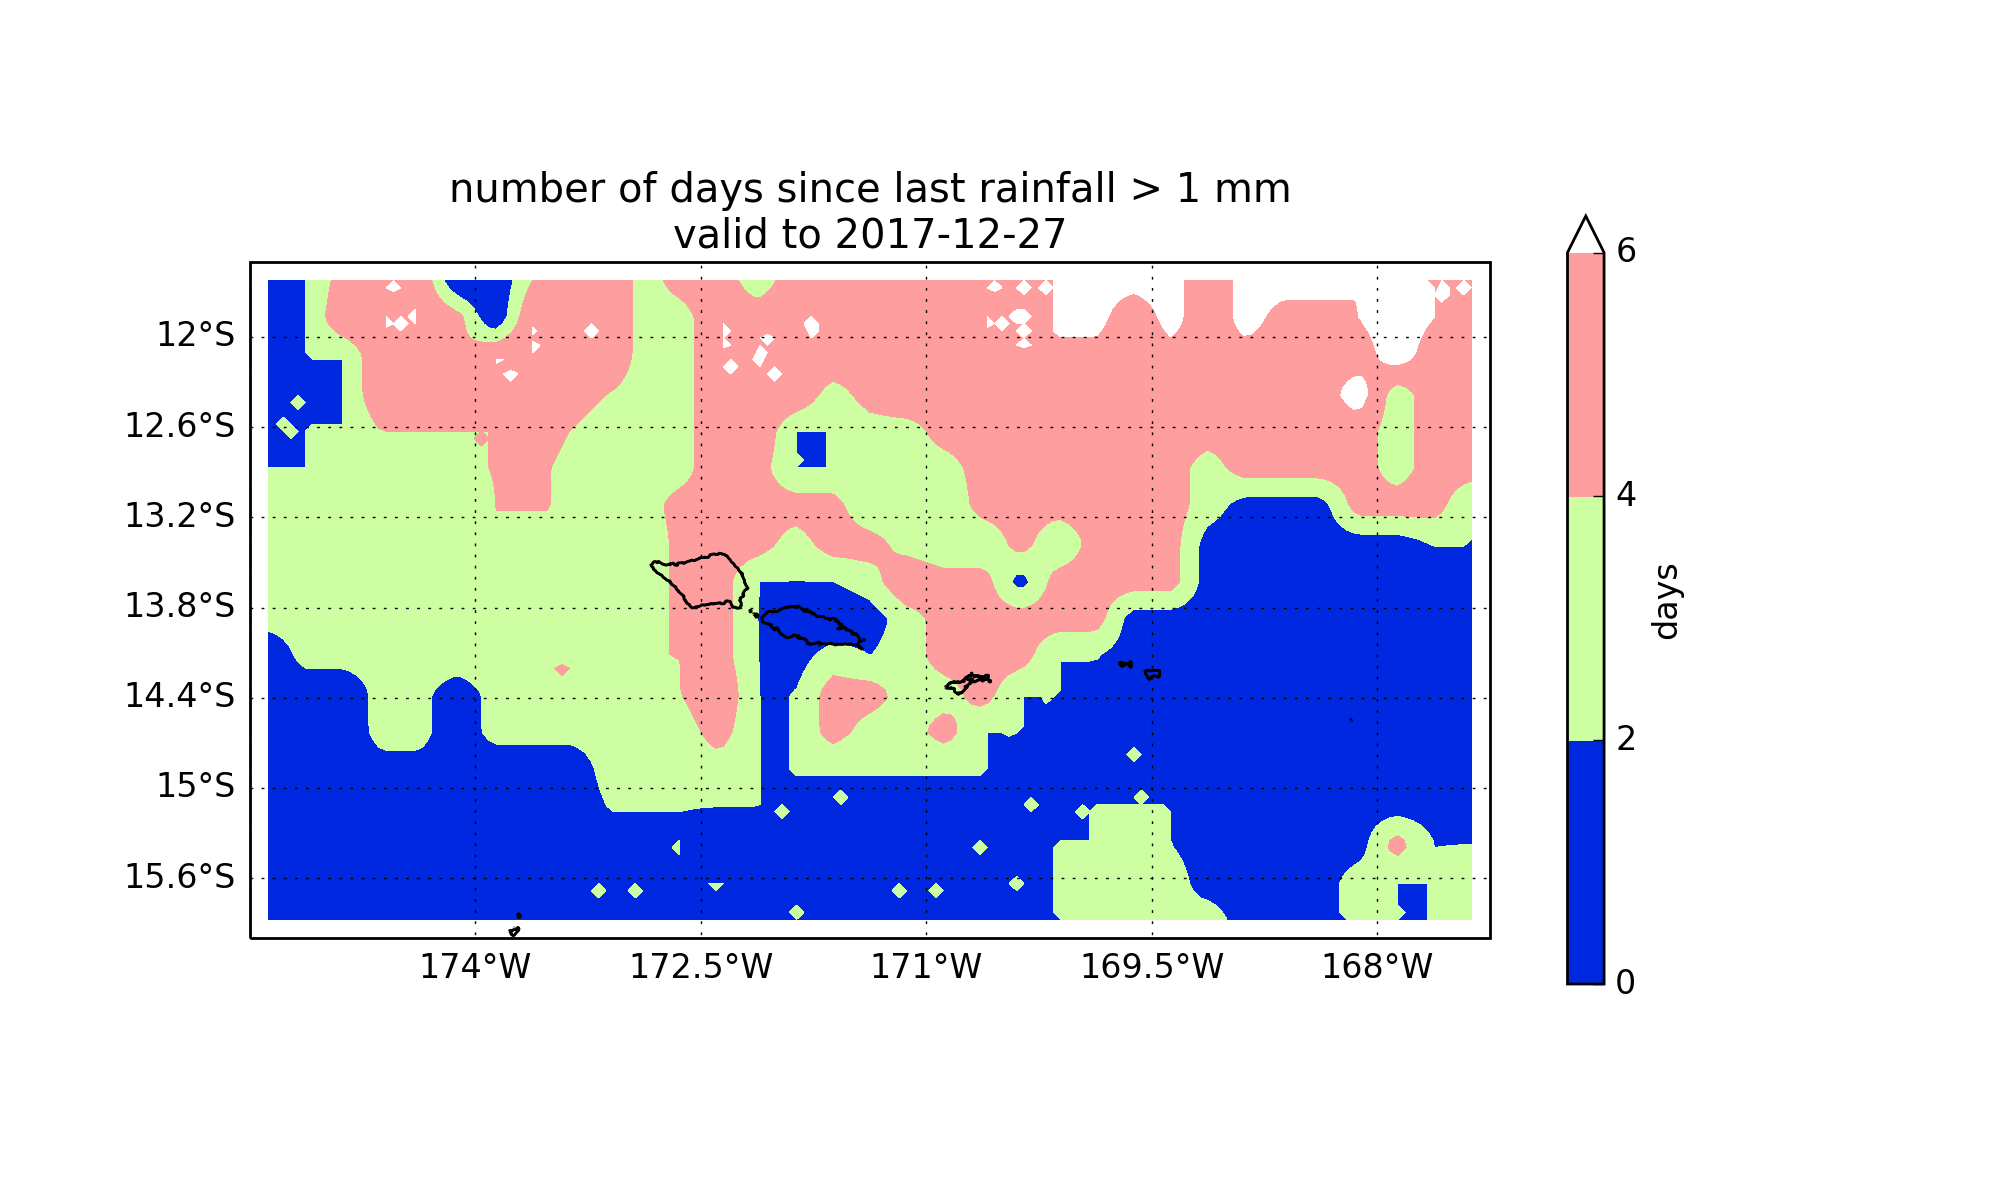 number of days since last rainfall > 1 mm
valid to 2017-12-27
12°S
12.6°S
13.2°S
13.8°S
14.4°S
15°S
15.6°S
174°W 172.5°W 171°W 169.5°W 168°W
6
4
2
0
days